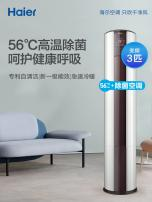 Haier
海尔空调 只吹干净风
56℃高温除菌
呵护健康呼吸
专利自清洁|新一级能效|急速冷暖
变频
3匹
56℃除菌空调